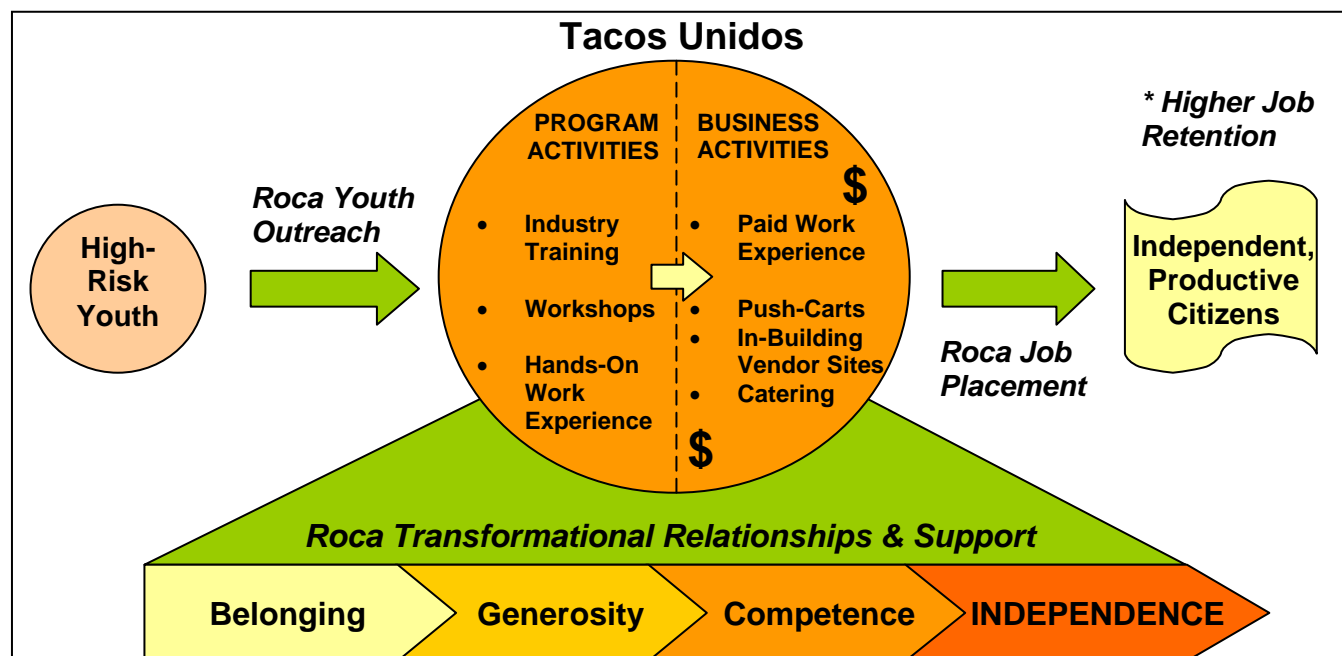 Tacos Unidos
High-
Risk
Youth
Roca Youth
Outreach
PROGRAM
ACTIVITIES
• Industry
Training
• Workshops
• Hands-On
Work
Experience
BUSINESS
ACTIVITIES
$
• Paid Work
Experience
• Push-Carts
• In-Building
Vendor Sites
• Catering
$
Roca Job
Placement
* Higher Job
Retention
Independent,
Productive
Citizens
Roca Transformational Relationships & Support
Belonging
Generosity
Competence
INDEPENDENCE